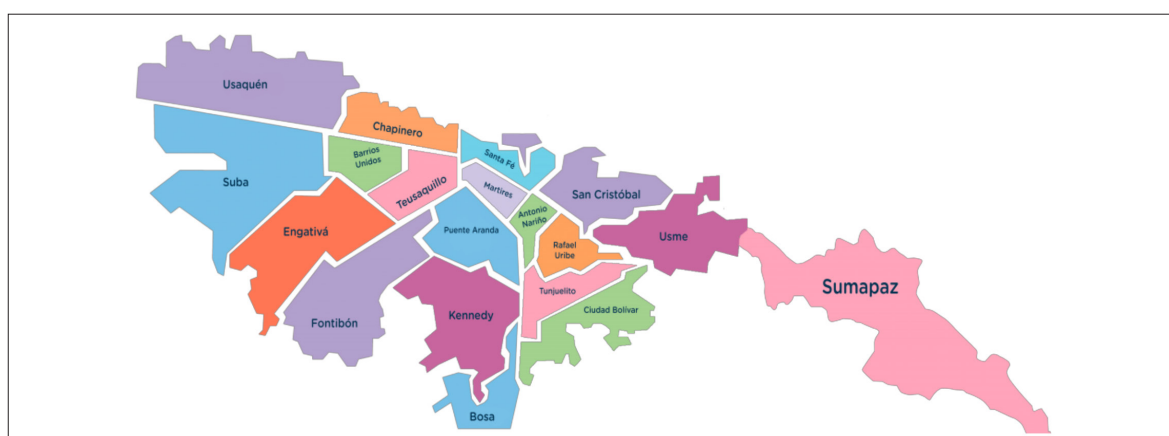 Usaquén
Chapinero
Barrios
Unidos
Santa Fé
Suba
Teusaquillo
Martires
San Cristóbal
Antonio
Nariño
Engativá
Puente Aranda
Usme
Rafael
Uribe
Sumapaz
Tunjuelito
Fontibón
Kennedy
Ciudad Bolívar
Bosa